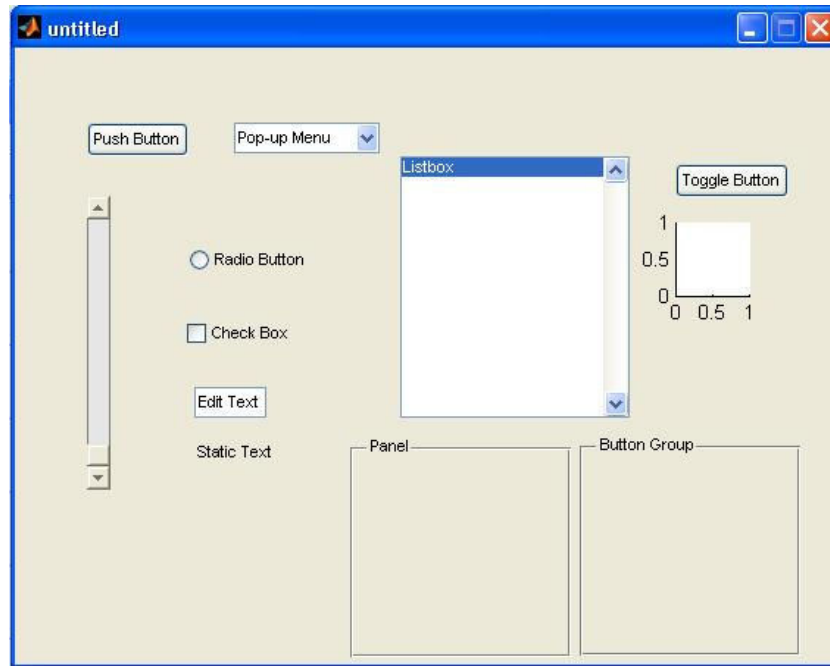 untitled
Push Button
Pop-up Menu
Listbox
Toggle Button
1
0.5
0
0 0.5 1
Radio Button
Check Box
Edit Text
Static Text
Panel
Button Group